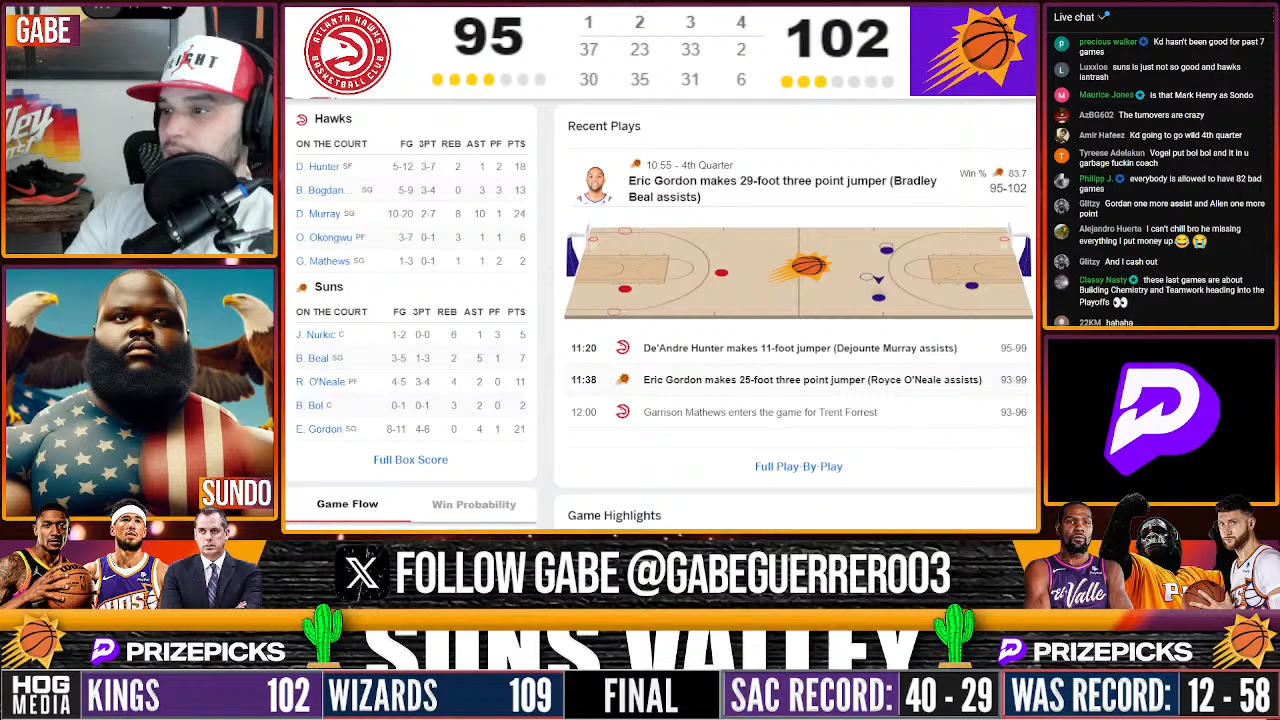 GABE
ATLANTA HAWKS
BASKETBALL CLUB
95
1 2 3 4
37 23 33 2
30 35 31 6
102
Hawks
ON THE COURT FG 3PT REB AST PF PTS
D. Hunter SF 5-12 3-7 2 1 2 18
B. Bogdan... SG 5-9 3-4 0 3 3 13
D. Murray SG 10-20 2-7 8 10 1 24
O. Okongwu PF 3-7 0-1 3 1 1 6
G. Mathews SG 1-3 0-1 1 1 2 2
Suns
ON THE COURT FG 3PT REB AST PF PTS
J. Nurkic C 1-2 0-0 6 1 3 5
B. Beal SG 3-5 1-3 2 5 1 7
R. O'Neale PF 4-5 3-4 4 2 0 11
B. Bol C 0-1 0-1 3 2 0 2
E. Gordon SG 8-11 4-6 0 4 1 21
Full Box Score
Game Flow Win Probability
Recent Plays
10:55 - 4th Quarter
Eric Gordon makes 29-foot three point jumper (Bradley
Beal assists)
Win % 83.7
95-102
11:20 De'Andre Hunter makes 11-foot jumper (Dejounte Murray assists) 95-99
11:38 Eric Gordon makes 25-foot three point jumper (Royce O'Neale assists) 93-99
12:00 Garrison Mathews enters the game for Trent Forrest 93-96
Full Play-By-Play
Game Highlights
Live chat
precious walker Kd hasn't been good for past 7
games
Luxxioe suns is just not so good and hawks
isntrash
Maurice Jones is that Mark Henry as Sondo
AzBG602 The turnovers are crazy
Amir Hafeez Kd going to wild 4th quarter
Tyreese Adelakun Vogel put bol bol and it in u
garbage fuckin coach
Philipp J. everybody is allowed to have 82 bad
games
Glitzy Gordan one more assist and Allen one more
point
Alejandro Huerta I can't chill bro he missing
everything I put money up 😂😭
Glitzy And I cash out
Classy Nasty these last games are about
Building Chemistry and Teamwork heading into the
Playoffs 👀
22KM hahaha
SUNDO
FOLLOW GABE @GABEGUERRERO03
PRIZEPICKS
SUNS VALLEY
PRIZEPICKS
HOG
MEDIA
KINGS 102 WIZARDS 109 FINAL SAC RECORD: 40 - 29 WAS RECORD: 12 - 58